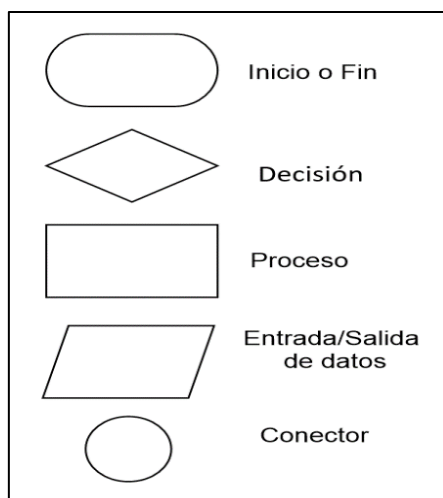 Inicio o Fin
Decisión
Proceso
Entrada/Salida
de datos
Conector